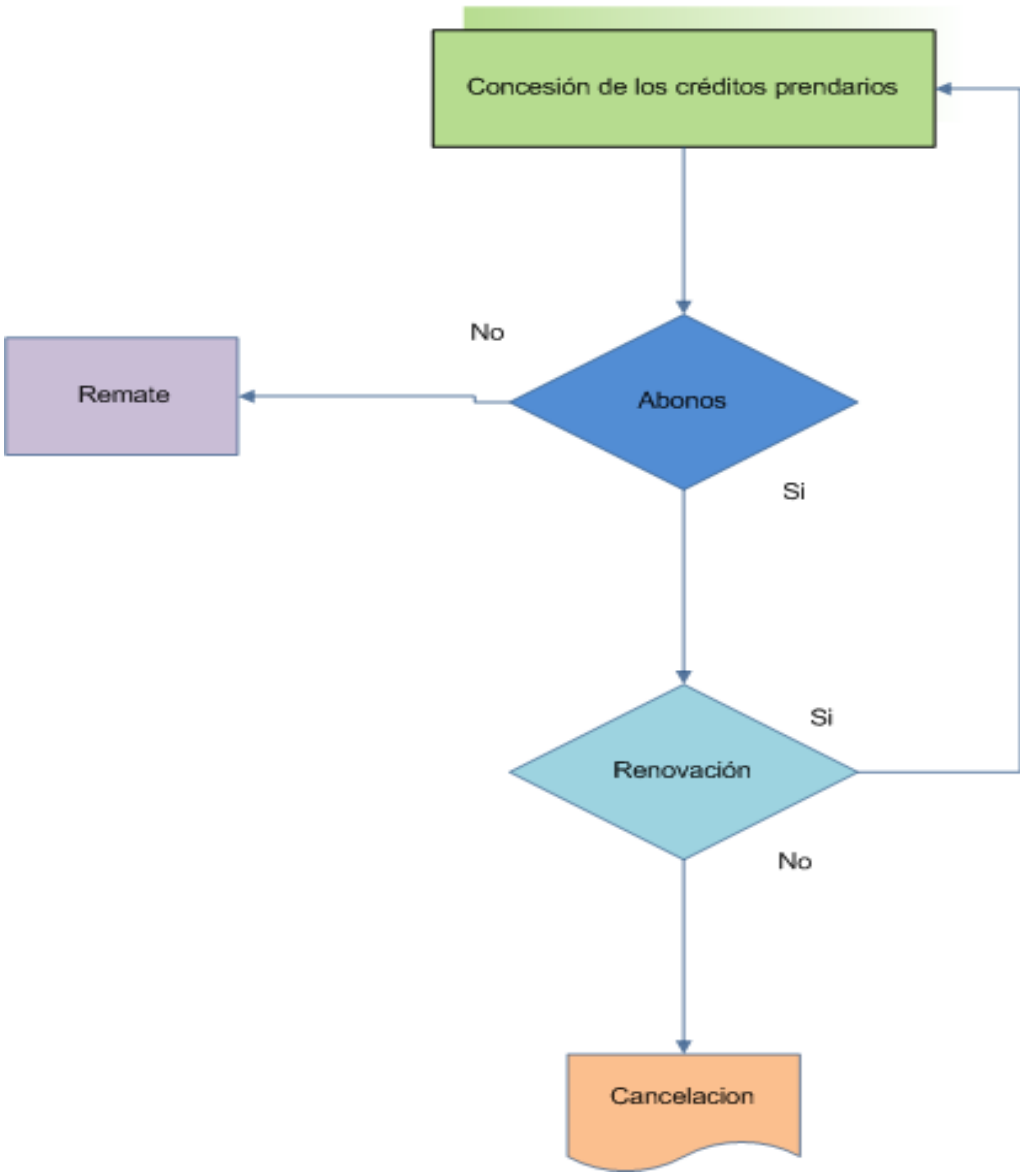 Concesión de los créditos prendarios
No
Remate
Abonos
Si
Si
Renovación
No
Cancelacion